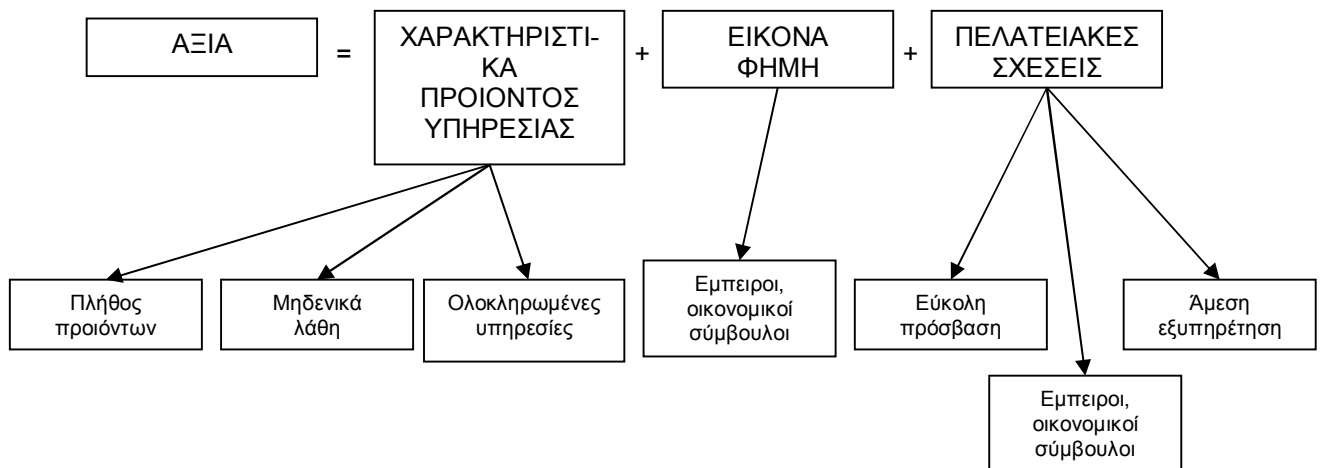 ΑΞΙΑ
=
ΧΑΡΑΚΤΗΡΙΣΤΙ-
ΚΑ
ΠΡΟΙΟΝΤΟΣ
ΥΠΗΡΕΣΙΑΣ
+
ΕΙΚΟΝΑ
ΦΗΜΗ
+
ΠΕΛΑΤΕΙΑΚΕΣ
ΣΧΕΣΕΙΣ
Πλήθος
προιόντων
Μηδενικά
λάθη
Ολοκληρωμένες
υπηρεσίες
Εμπειροι,
οικονομικοί
σύμβουλοι
Εύκολη
πρόσβαση
Άμεση
εξυπηρέτηση
Εμπειροι,
οικονομικοί
σύμβουλοι